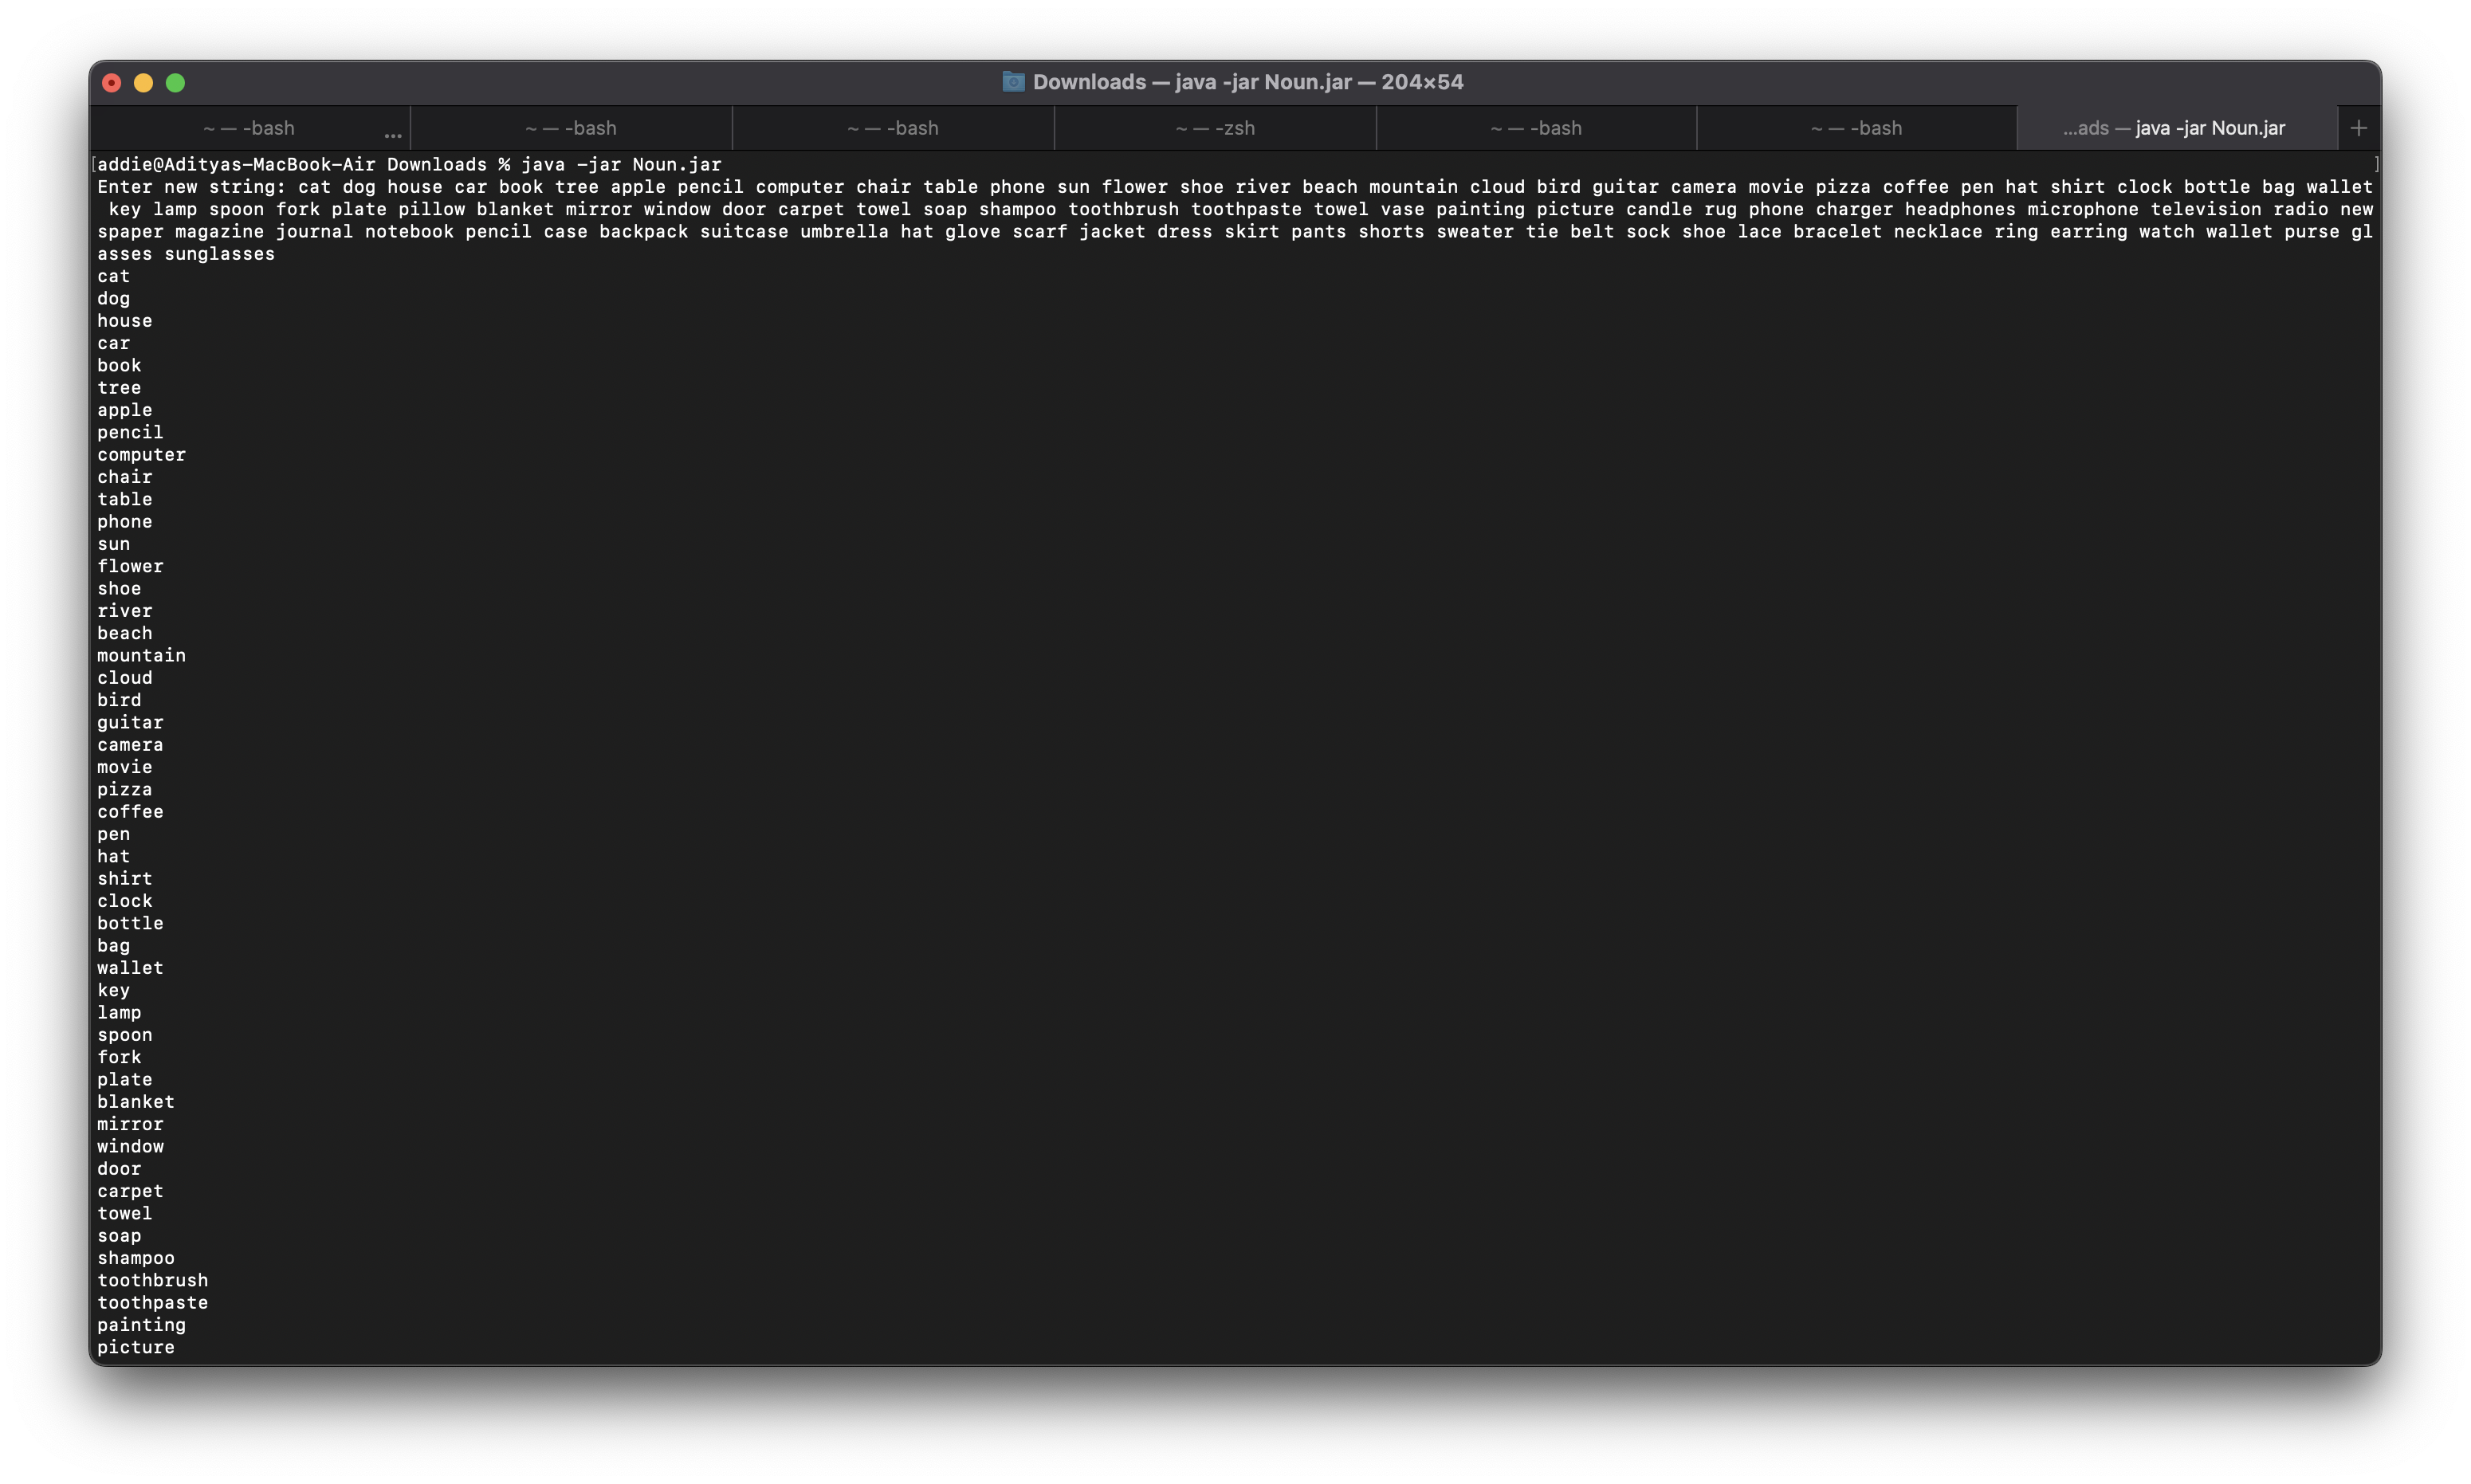 Downloads — java -jar Noun.jar — 204×54
~ — -bash ... ~ — -bash ~ — -bash ~ — -zsh ~ — -bash ~ — -bash ...ads — java -jar Noun.jar +
[addie@Adityas-MacBook-Air Downloads % java -jar Noun.jar ]
Enter new string: cat dog house car book tree apple pencil computer chair table phone sun flower shoe river beach mountain cloud bird guitar camera movie pizza coffee pen hat shirt clock bottle bag wallet
key lamp spoon fork plate pillow blanket mirror window door carpet towel soap shampoo toothbrush toothpaste towel vase painting picture candle rug phone charger headphones microphone television radio new
spaper magazine journal notebook pencil case backpack suitcase umbrella hat glove scarf jacket dress skirt pants shorts sweater tie belt sock shoe lace bracelet necklace ring earring watch wallet purse gl
asses sunglasses
cat
dog
house
car
book
tree
apple
pencil
computer
chair
table
phone
sun
flower
shoe
river
beach
mountain
cloud
bird
guitar
camera
movie
pizza
coffee
pen
hat
shirt
clock
bottle
bag
wallet
key
lamp
spoon
fork
plate
blanket
mirror
window
door
carpet
towel
soap
shampoo
toothbrush
toothpaste
painting
picture